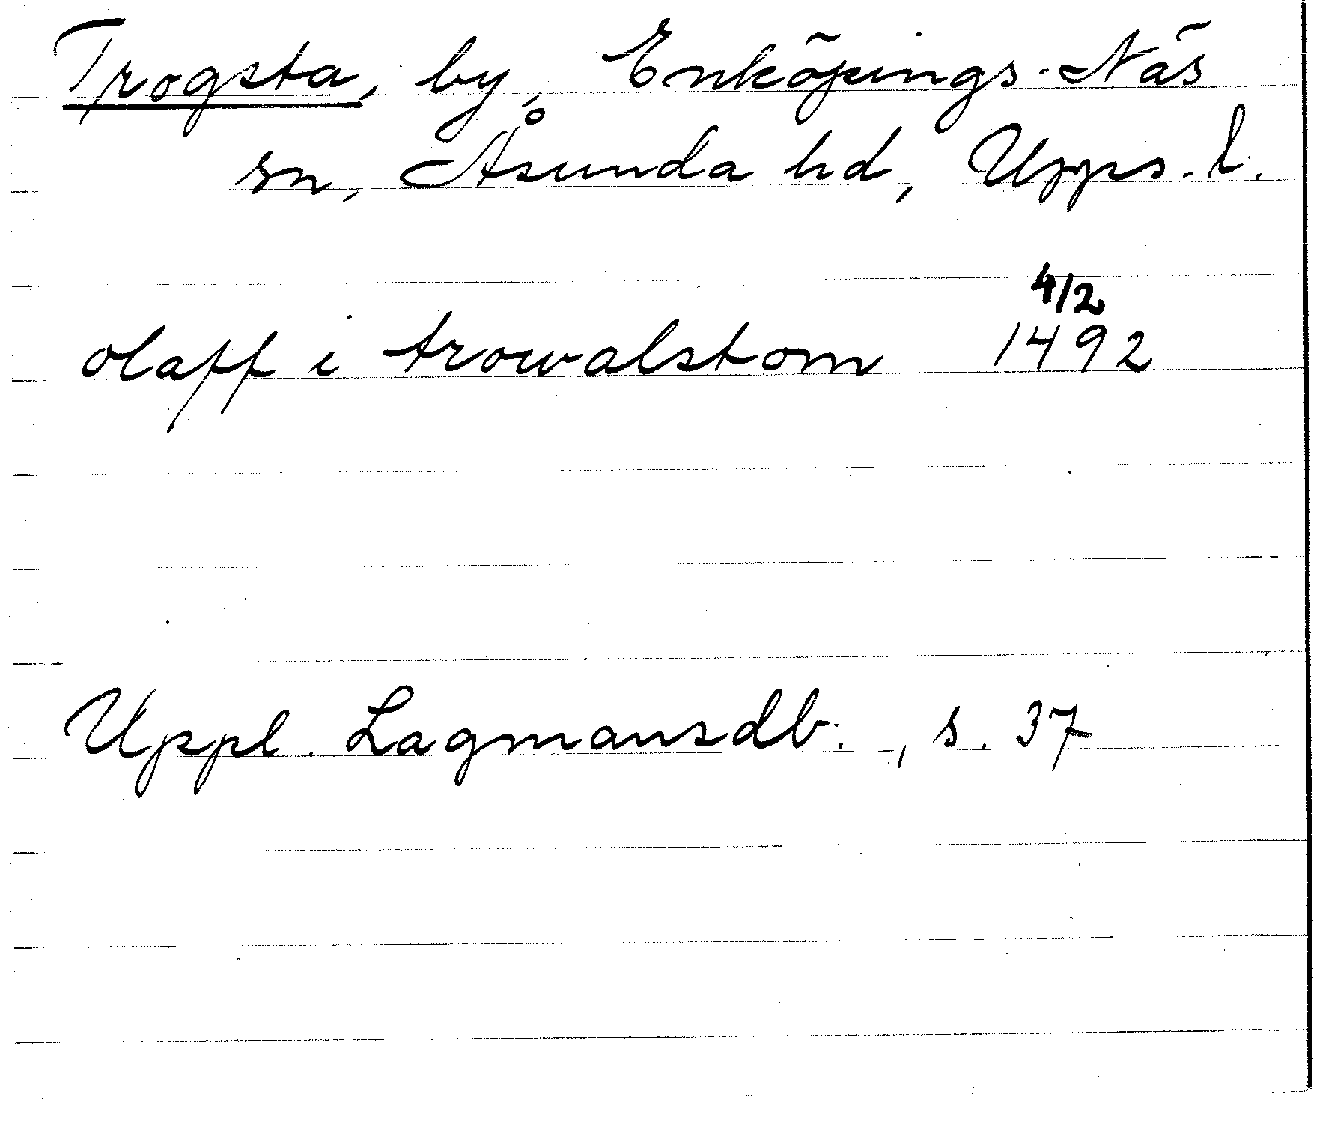 Trogsta, by, Enköpings-Näs
sn, Åsunda hd, Upps. l.
4/2
olaff i trowalstom 1492
Uppl. Lagmansdb., s. 37